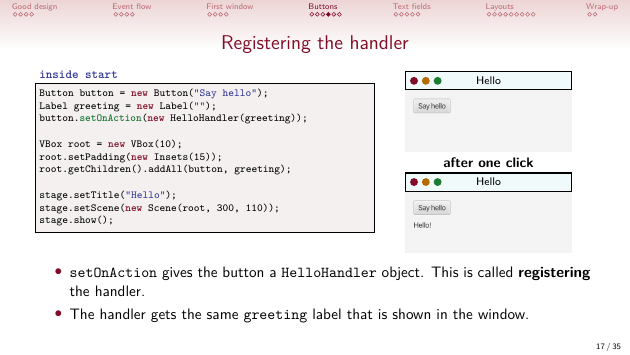 Good design Event flow First window Buttons Text fields Layouts Wrap-up
Registering the handler
inside start
Button button = new Button("Say hello");
Label greeting = new Label("");
button.setOnAction(new HelloHandler(greeting));
VBox root = new VBox(10);
root.setPadding(new Insets(15));
root.getChildren().addAll(button, greeting);
stage.setTitle("Hello");
stage.setScene(new Scene(root, 300, 110));
stage.show();
Hello
Say hello
after one click
Hello
Say hello
Hello!
• setOnAction gives the button a HelloHandler object. This is called registering
the handler.
• The handler gets the same greeting label that is shown in the window.
17 / 35